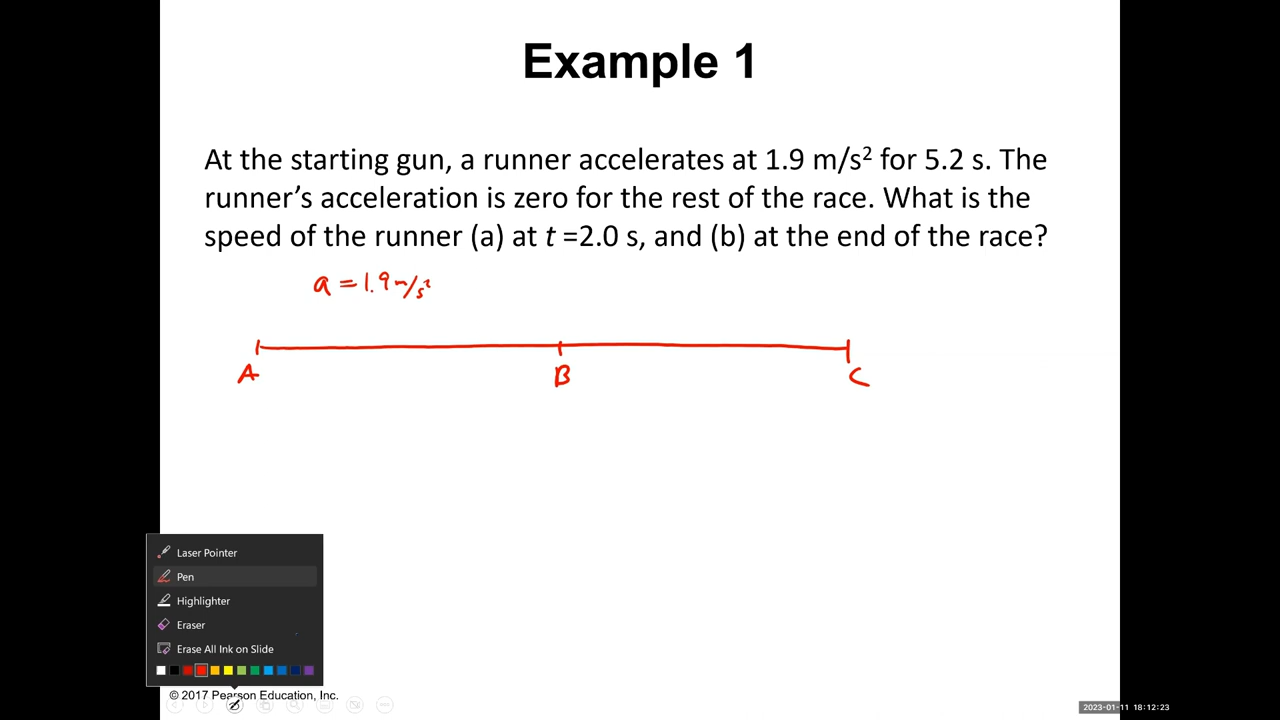 Example 1
At the starting gun, a runner accelerates at 1.9 m/s² for 5.2 s. The
runner’s acceleration is zero for the rest of the race. What is the
speed of the runner (a) at t =2.0 s, and (b) at the end of the race?
a = 1.9 m/s²
A B C
Laser Pointer
Pen
Highlighter
Eraser
Erase All Ink on Slide
© 2017 Pearson Education, Inc.
2023-01-11 18:12:23